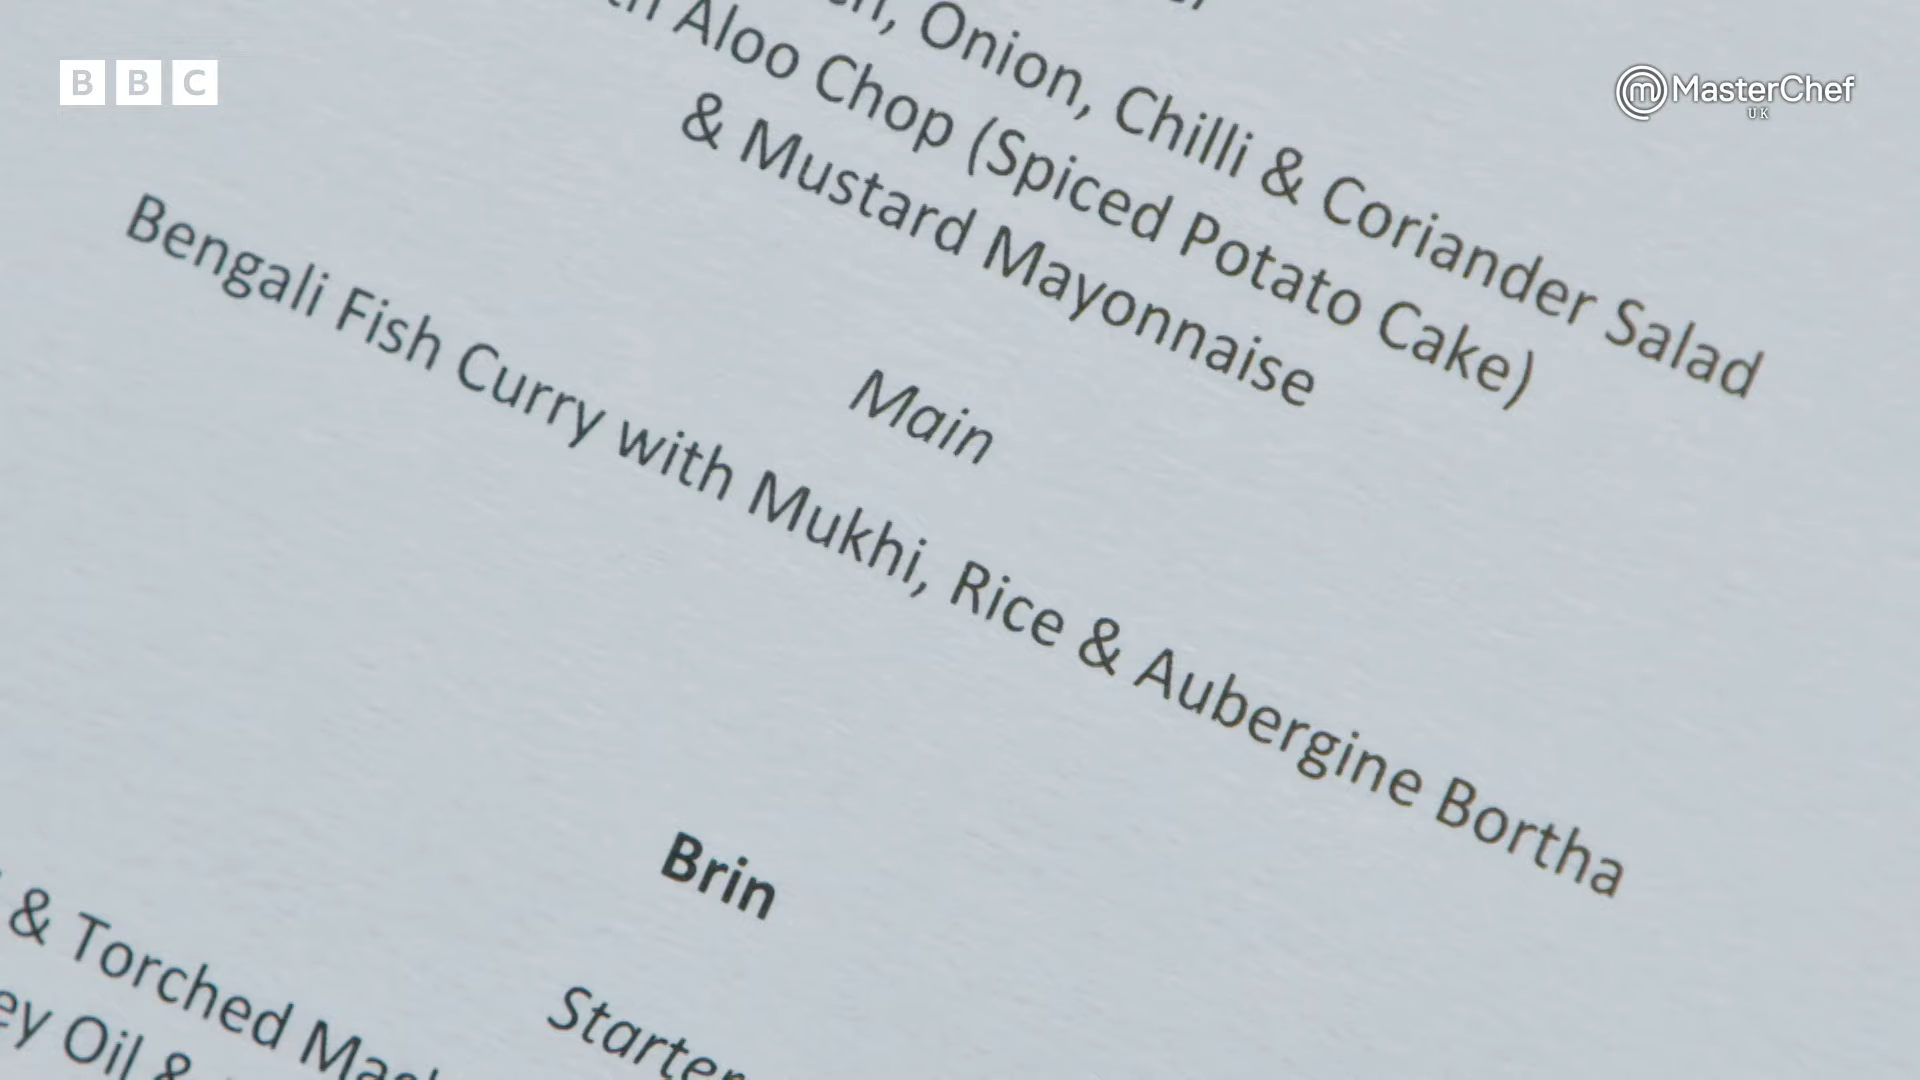 BBC
MasterChef
UK
Onion, Chilli & Coriander Salad
Aloo Chop (Spiced Potato Cake)
& Mustard Mayonnaise
Main
Bengali Fish Curry with Mukhi, Rice & Aubergine Bortha
Brin
Starter
& Torched
Oil &